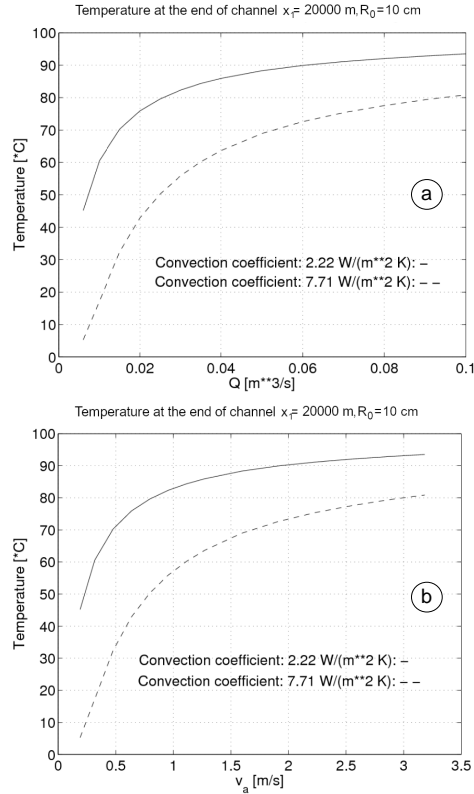 Temperature at the end of channel x1= 20000 m,R0=10 cm
100
90
80
70
60
50
40
30
20
10
0
Temperature [*C]
a
Convection coefficient: 2.22 W/(m**2 K): –
Convection coefficient: 7.71 W/(m**2 K): – –
0 0.02 0.04 0.06 0.08 0.1
Q [m**3/s]
Temperature at the end of channel x1= 20000 m,R0=10 cm
100
90
80
70
60
50
40
30
20
10
0
Temperature [*C]
b
Convection coefficient: 2.22 W/(m**2 K): –
Convection coefficient: 7.71 W/(m**2 K): – –
0 0.5 1 1.5 2 2.5 3 3.5
va [m/s]